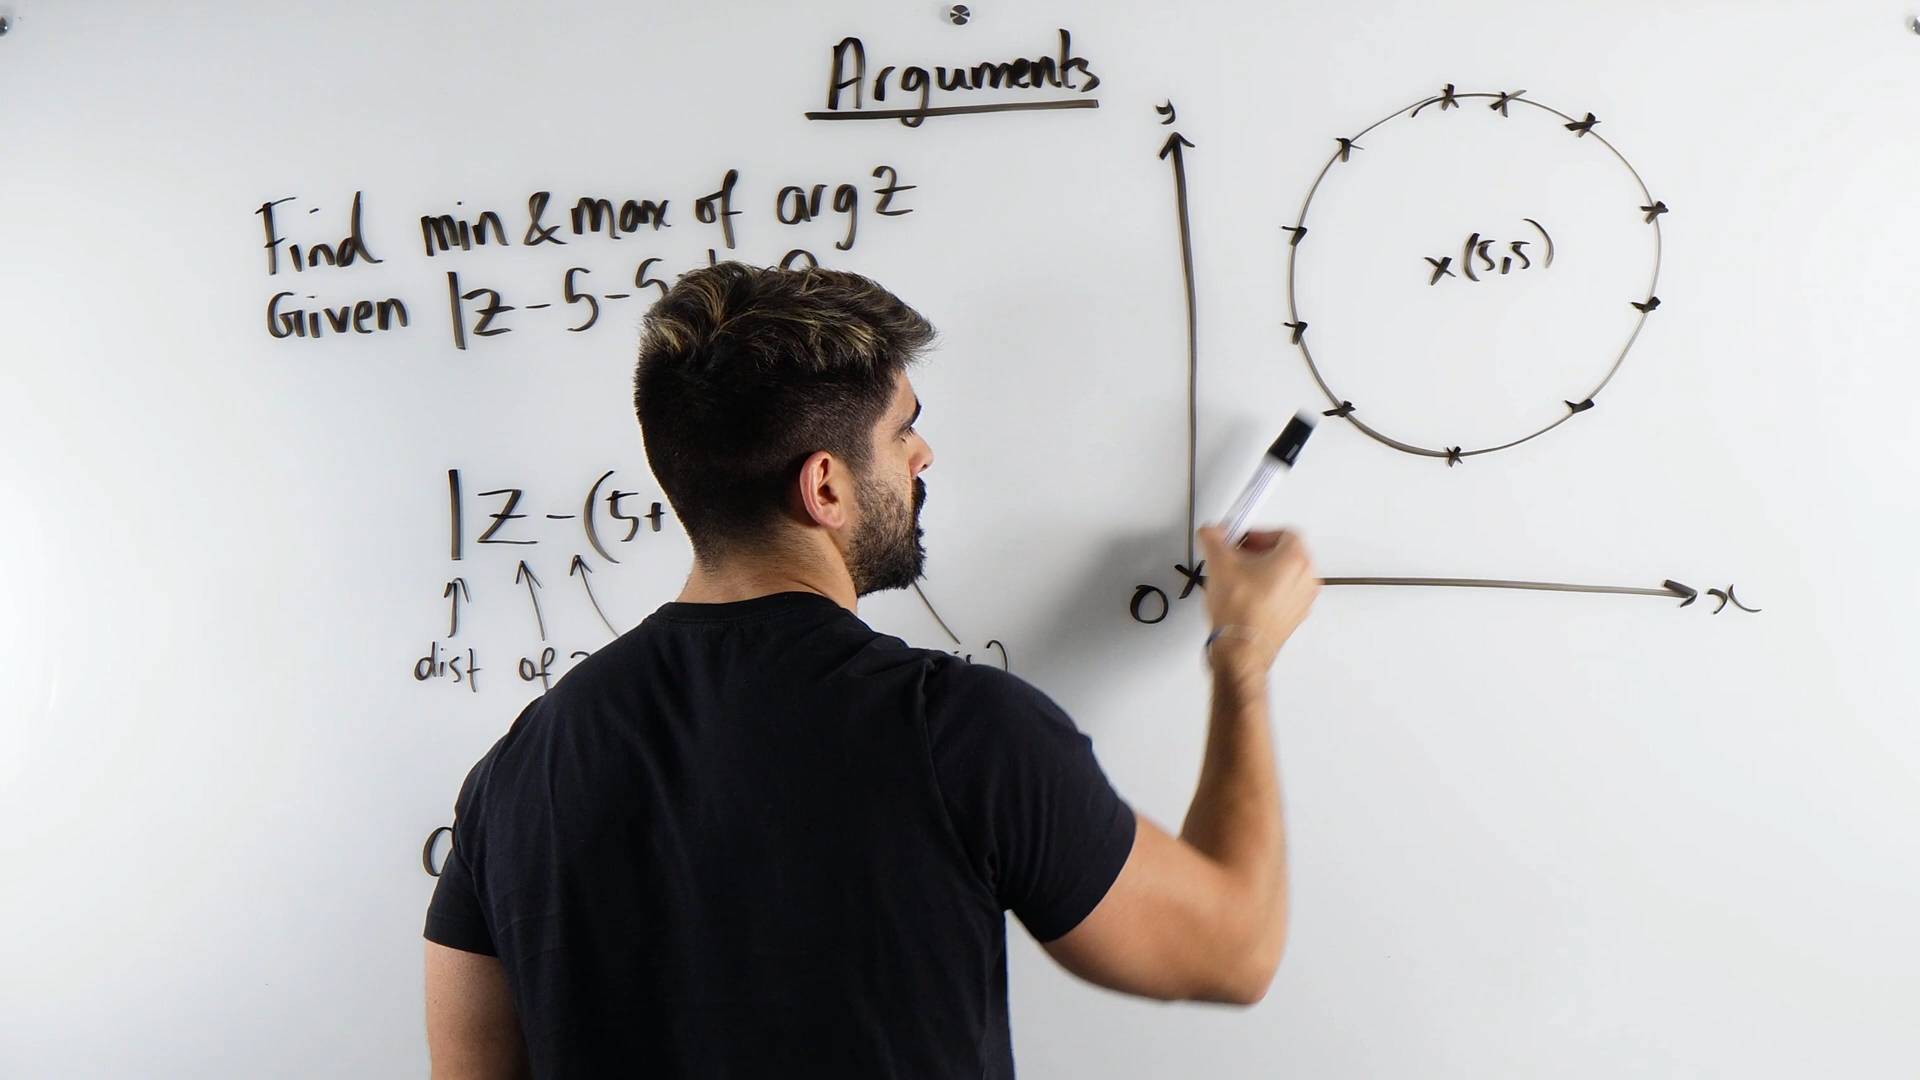 Arguments
Find min & max of arg z
Given |z - 5 - 5
|z - (5+
dist of
y
x (5,5)
O
x